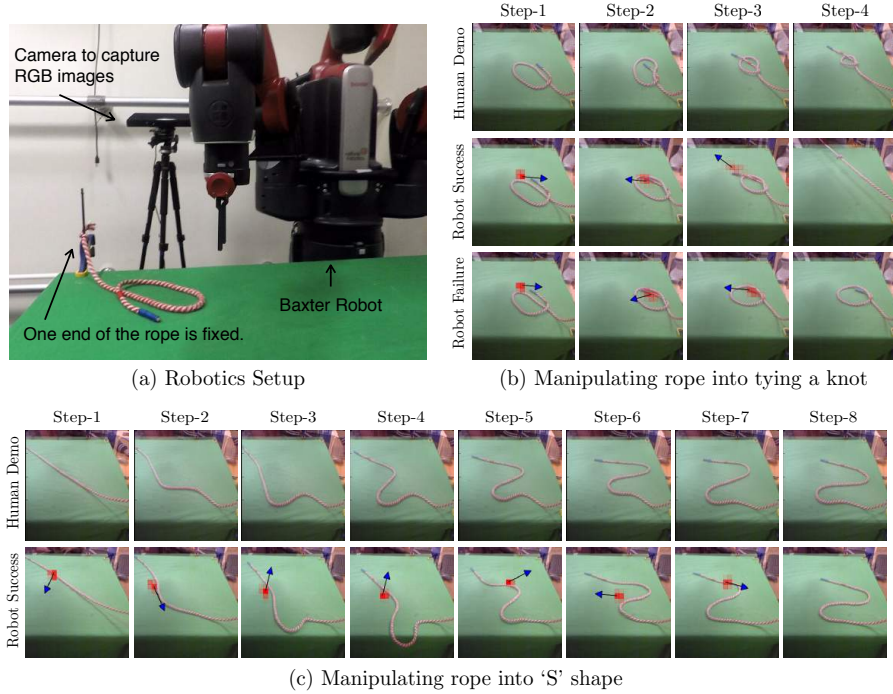 Camera to capture
RGB images
One end of the rope is fixed.
Baxter Robot
(a) Robotics Setup
Step-1 Step-2 Step-3 Step-4
Human Demo
Robot Success
Robot Failure
(b) Manipulating rope into tying a knot
Step-1 Step-2 Step-3 Step-4 Step-5 Step-6 Step-7 Step-8
Human Demo
Robot Success
(c) Manipulating rope into ‘S’ shape